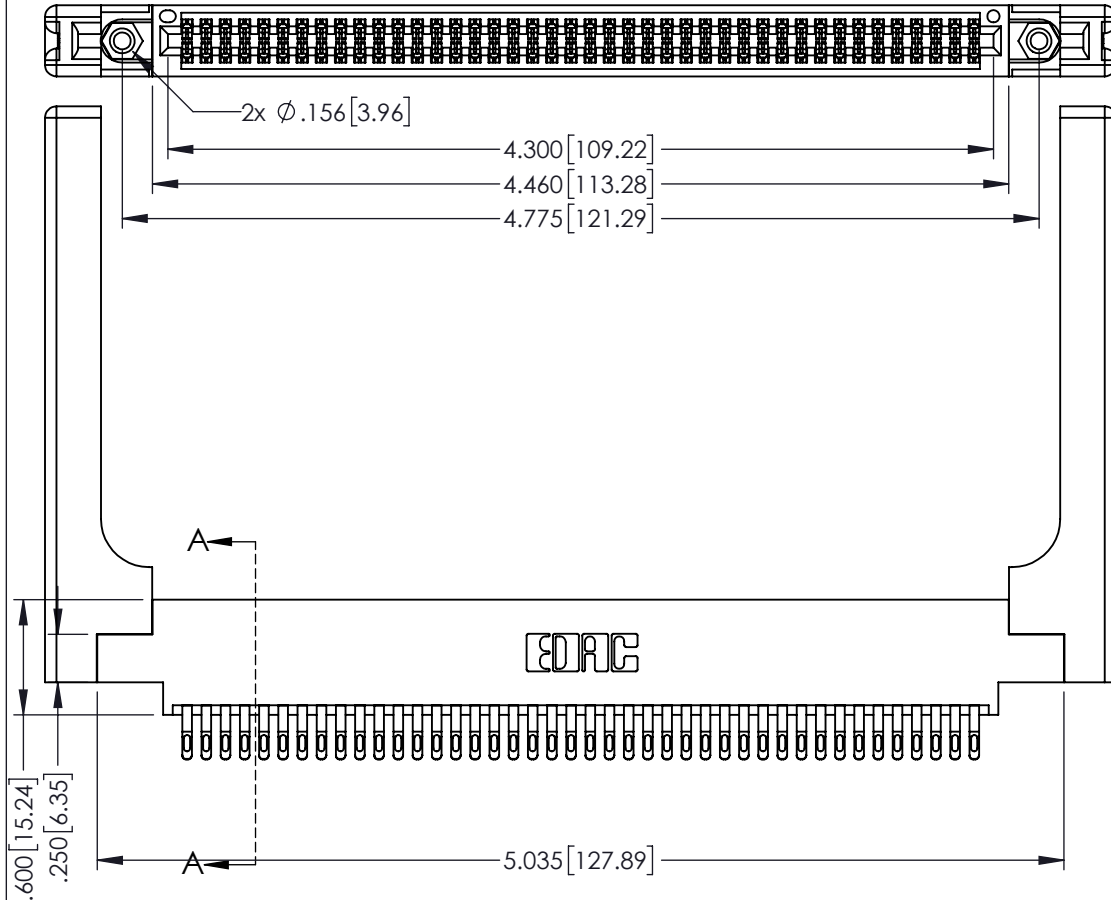 2x Ø.156[3.96]
4.300[109.22]
4.460[113.28]
4.775[121.29]
A
EDAC
.600[15.24]
.250[6.35]
A
5.035[127.89]